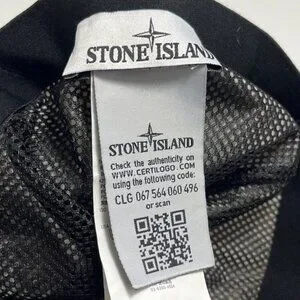 STONE ISLAND
STONE ISLAND
Check the authenticity on
WWW.CERTILOGO.COM
using the following code:
CLG 067 564 060 496
or scan